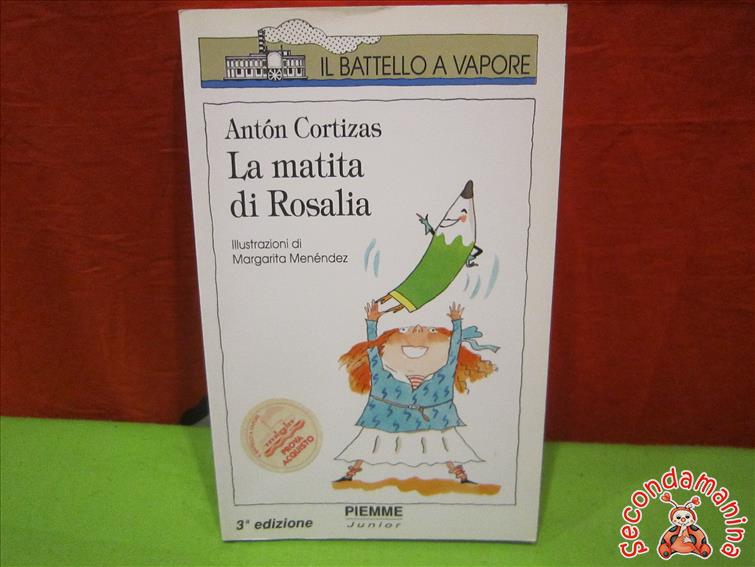 IL BATTELLO A VAPORE
Antón Cortizas
La matita
di Rosalia
Illustrazioni di
Margarita Menéndez
PROVA
ACQUISTO
3ª edizione
PIEMME
Junior
secondamanina